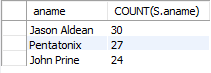 aname COUNT(S.aname)
Jason Aldean 30
Pentatonix 27
John Prine 24